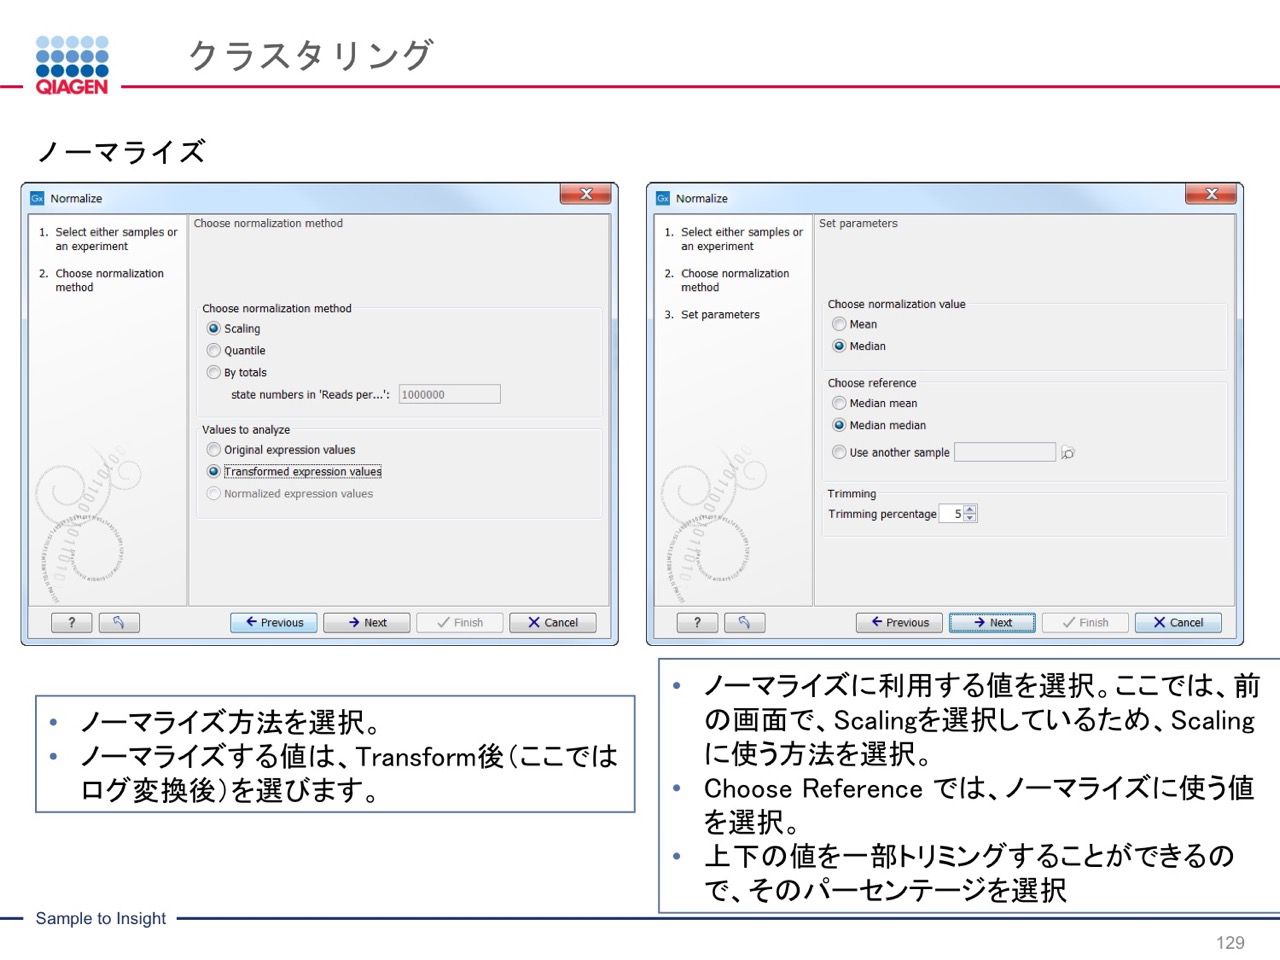 クラスタリング
QIAGEN
ノーマライズ
Gx Normalize
1. Select either samples or
an experiment
2. Choose normalization
method
Choose normalization method
Choose normalization method
Scaling
Quantile
By totals
state numbers in 'Reads per...': 1000000
Values to analyze
Original expression values
Transformed expression values
Normalized expression values
? Previous Next Finish Cancel
Gx Normalize
1. Select either samples or
an experiment
2. Choose normalization
method
3. Set parameters
Set parameters
Choose normalization value
Mean
Median
Choose reference
Median mean
Median median
Use another sample
Trimming
Trimming percentage 5
? Previous Next Finish Cancel
• ノーマライズ方法を選択。
• ノーマライズする値は、Transform後（ここでは
ログ変換後）を選びます。
• ノーマライズに利用する値を選択。ここでは、前
の画面で、Scalingを選択しているため、Scaling
に使う方法を選択。
• Choose Reference では、ノーマライズに使う値
を選択。
• 上下の値を一部トリミングすることができるの
で、そのパーセンテージを選択
Sample to Insight
129